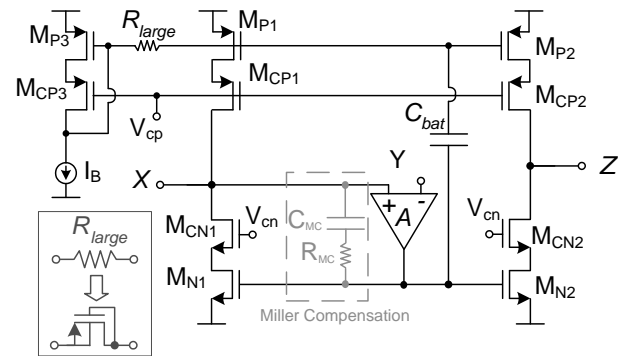 M_P3
R_large
M_P1
M_P2
M_CP3
M_CP1
M_CP2
V_cp
C_bat
I_B
Y
X
Z
+ -
A
M_CN1
V_cn
C_MC
V_cn
M_CN2
R_MC
M_N1
M_N2
R_large
Miller Compensation